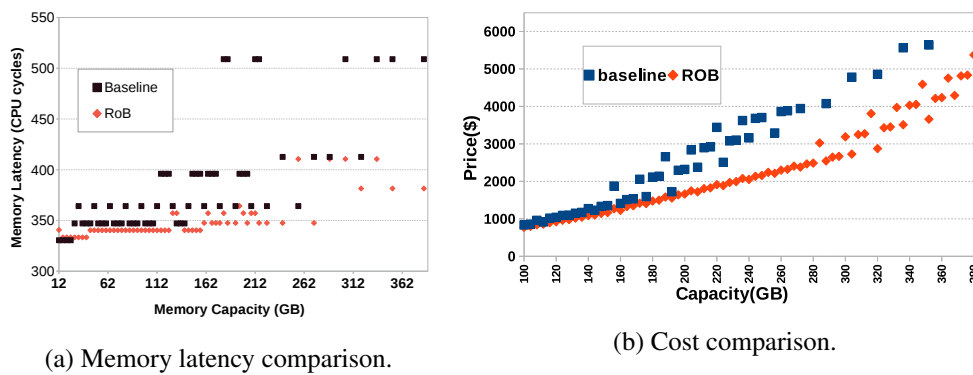 550
500
450
400
350
300
Memory Latency (CPU cycles)
Baseline
RoB
12 62 112 162 212 262 312 362
Memory Capacity (GB)
(a) Memory latency comparison.
6000
5000
4000
3000
2000
1000
0
Price($)
baseline ROB
100 120 140 160 180 200 220 240 260 280 300 320 340 360 380
Capacity(GB)
(b) Cost comparison.